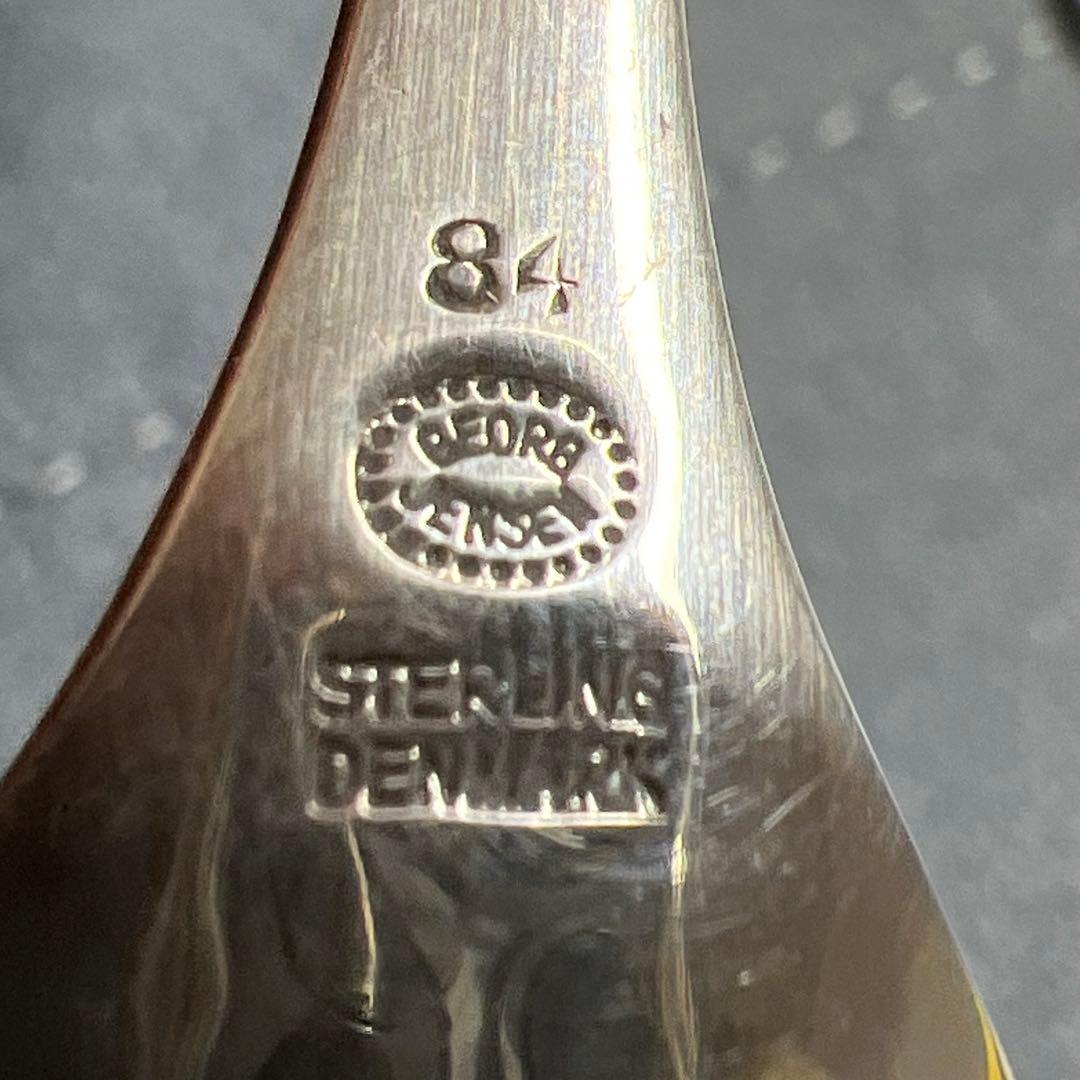 84
GEORG
JENSEN
STERLING
DENMARK